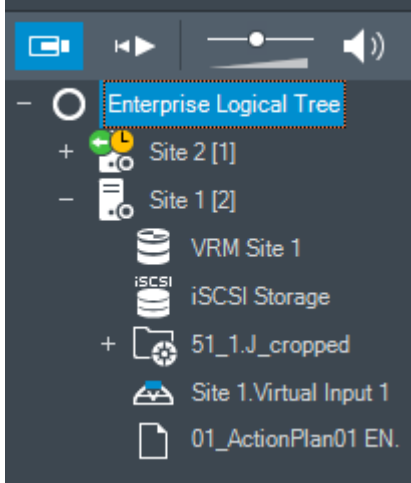 Enterprise Logical Tree
Site 2 [1]
Site 1 [2]
VRM Site 1
iSCSI
iSCSI Storage
51_1.J_cropped
Site 1.Virtual Input 1
01_ActionPlan01 EN.